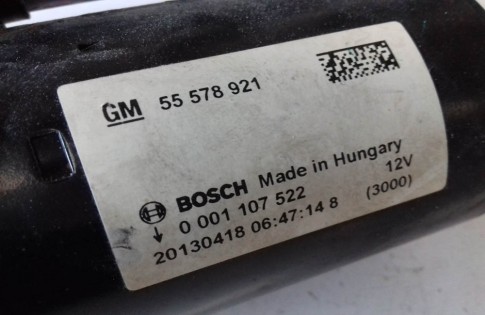 GM 55 578 921
BOSCH Made in Hungary
0 001 107 522 12V
20130418 06:47:14 8 (3000)